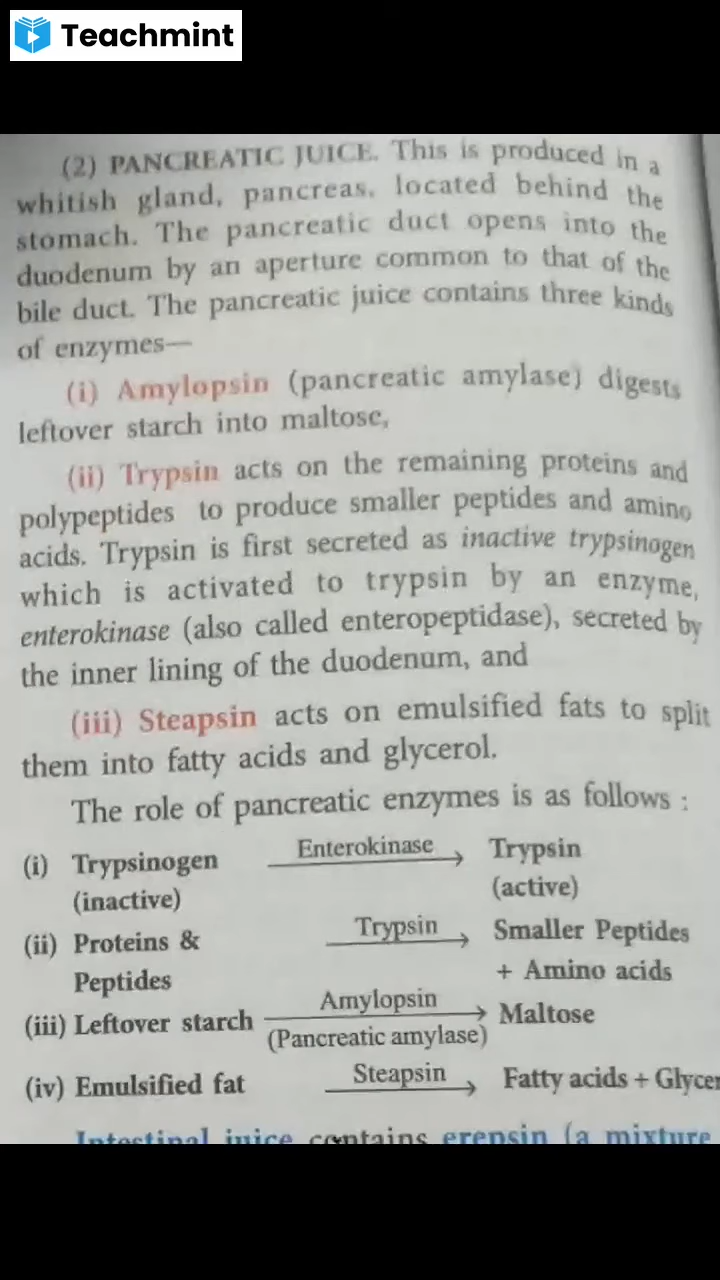 Teachmint
(2) PANCREATIC JUICE. This is produced in a
whitish gland, pancreas, located behind the
stomach. The pancreatic duct opens into the
duodenum by an aperture common to that of the
bile duct. The pancreatic juice contains three kinds
of enzymes—
(i) Amylopsin (pancreatic amylase) digests
leftover starch into maltose,
(ii) Trypsin acts on the remaining proteins and
polypeptides to produce smaller peptides and amino
acids. Trypsin is first secreted as inactive trypsinogen
which is activated to trypsin by an enzyme,
enterokinase (also called enteropeptidase), secreted by
the inner lining of the duodenum, and
(iii) Steapsin acts on emulsified fats to split
them into fatty acids and glycerol.
The role of pancreatic enzymes is as follows :
(i) Trypsinogen Enterokinase Trypsin
(inactive) (active)
(ii) Proteins & Trypsin Smaller Peptides
Peptides + Amino acids
(iii) Leftover starch Amylopsin Maltose
(Pancreatic amylase)
(iv) Emulsified fat Steapsin Fatty acids + Glycer
Intestinal juice contains erepsin (a mixture